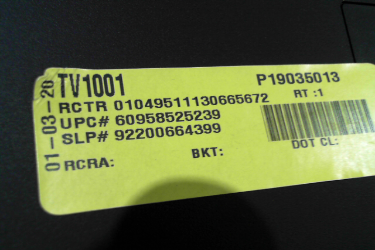 01-03-20
TV1001
P19035013
RCTR 01049511130665672
RT :1
UPC# 60958525239
SLP# 92200664399
RCRA:
BKT:
DOT CL: